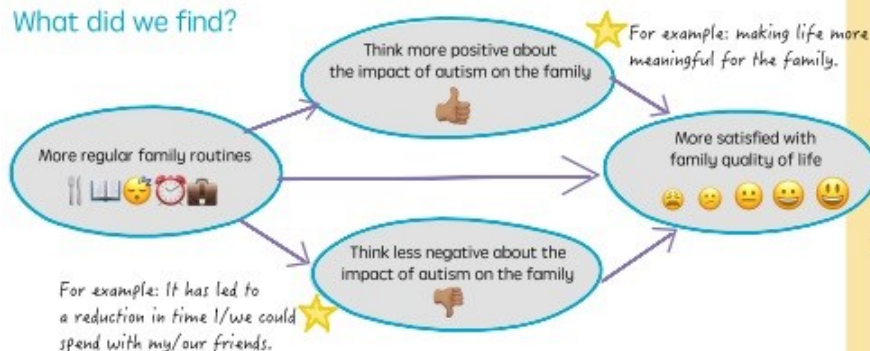 What did we find?
Think more positive about
the impact of autism on the family
For example: making life more
meaningful for the family.
More regular family routines
More satisfied with
family quality of life
Think less negative about the
impact of autism on the family
For example: It has led to
a reduction in time I/we could
spend with my/our friends.